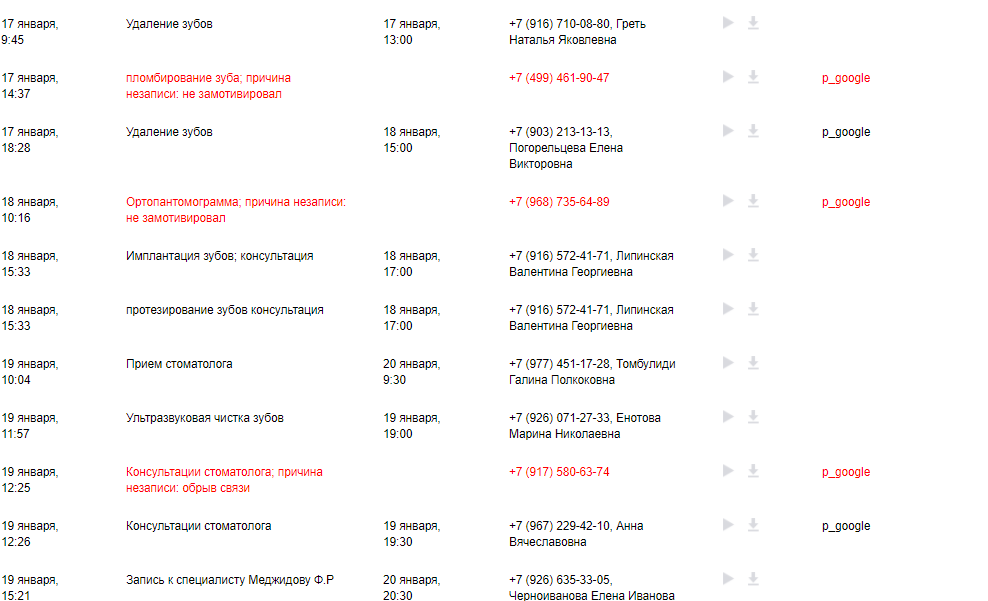 17 января, Удаление зубов 17 января, +7 (916) 710-08-80, Греть
9:45 13:00 Наталья Яковлевна
17 января, пломбирование зуба; причина +7 (499) 461-90-47 p_google
14:37 незаписи: не замотивировал
17 января, Удаление зубов 18 января, +7 (903) 213-13-13, p_google
18:28 15:00 Погорельцева Елена
Викторовна
18 января, Ортопантомограмма; причина незаписи: +7 (968) 735-64-89 p_google
10:16 не замотивировал
18 января, Имплантация зубов; консультация 18 января, +7 (916) 572-41-71, Липинская
15:33 17:00 Валентина Георгиевна
18 января, протезирование зубов консультация 18 января, +7 (916) 572-41-71, Липинская
15:33 17:00 Валентина Георгиевна
19 января, Прием стоматолога 20 января, +7 (977) 451-17-28, Томбулиди
10:04 9:30 Галина Полкоковна
19 января, Ультразвуковая чистка зубов 19 января, +7 (926) 071-27-33, Енотова
11:57 19:00 Марина Николаевна
19 января, Консультации стоматолога; причина +7 (917) 580-63-74 p_google
12:25 незаписи: обрыв связи
19 января, Консультации стоматолога 19 января, +7 (967) 229-42-10, Анна p_google
12:26 19:30 Вячеславовна
19 января, Запись к специалисту Меджидову Ф.Р 20 января, +7 (926) 635-33-05,
15:21 20:30 Черноиванова Елена Иванова